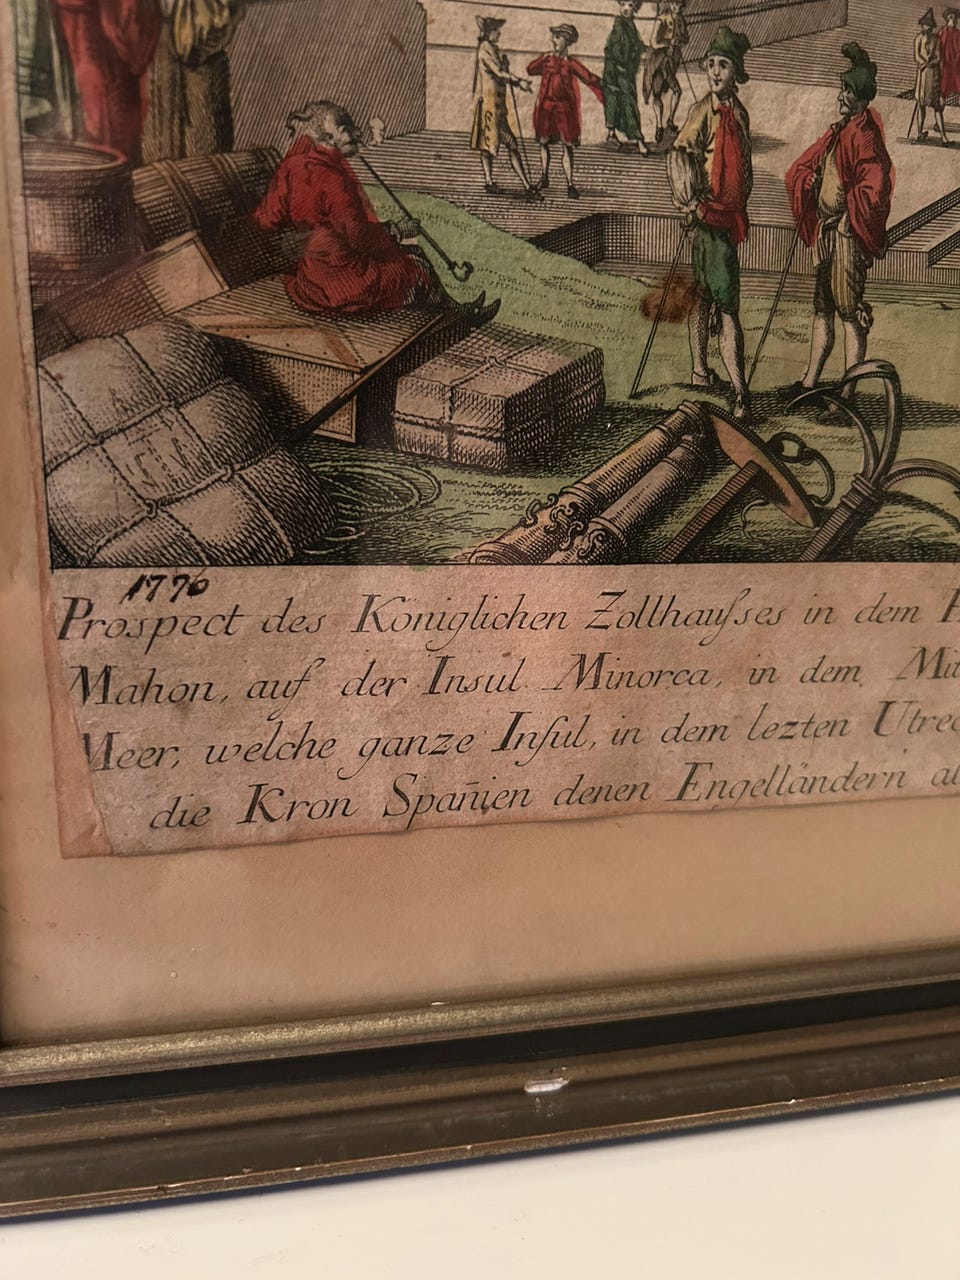 1776
Prospect des Königlichen Zollhauſses in dem
Mahon, auf der Insul Minorca, in dem
Meer, welche ganze Inſul, in dem lezten
die Kron Spañien denen Engelländern